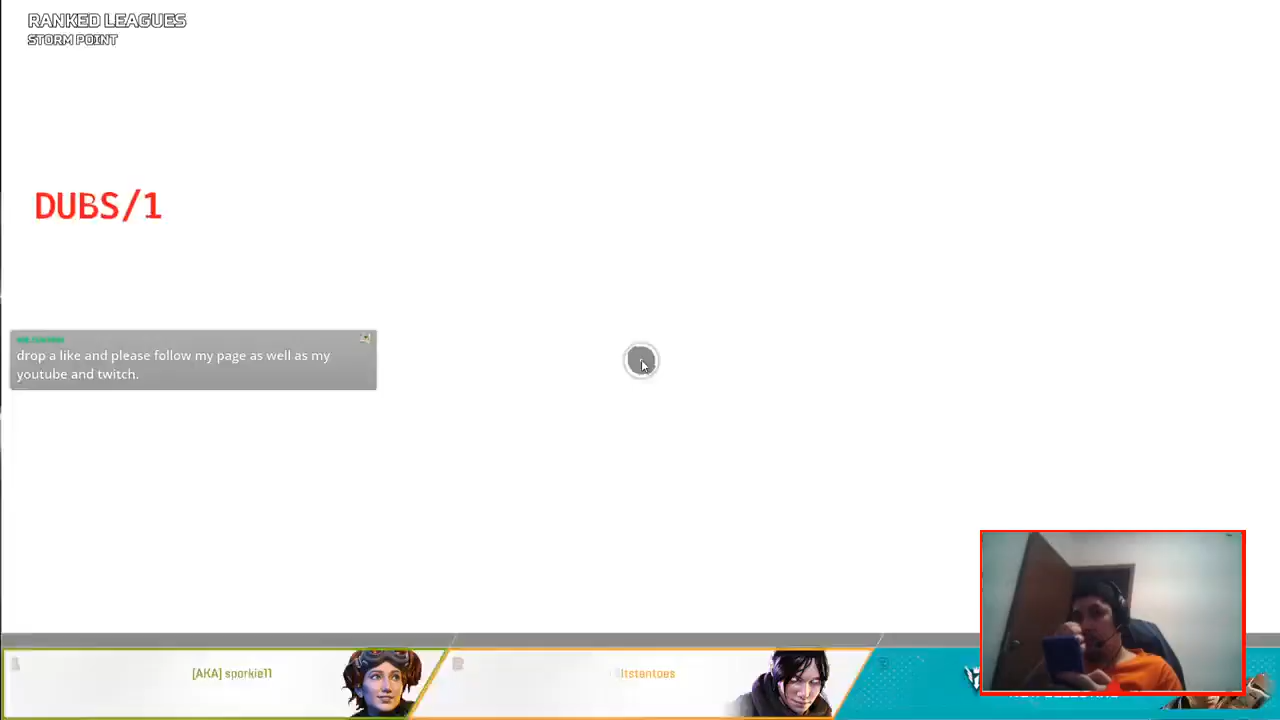 RANKED LEAGUES
STORM POINT
DUBS/1
drop a like and please follow my page as well as my
youtube and twitch.
[AKA] sparkie11
ltstontoes